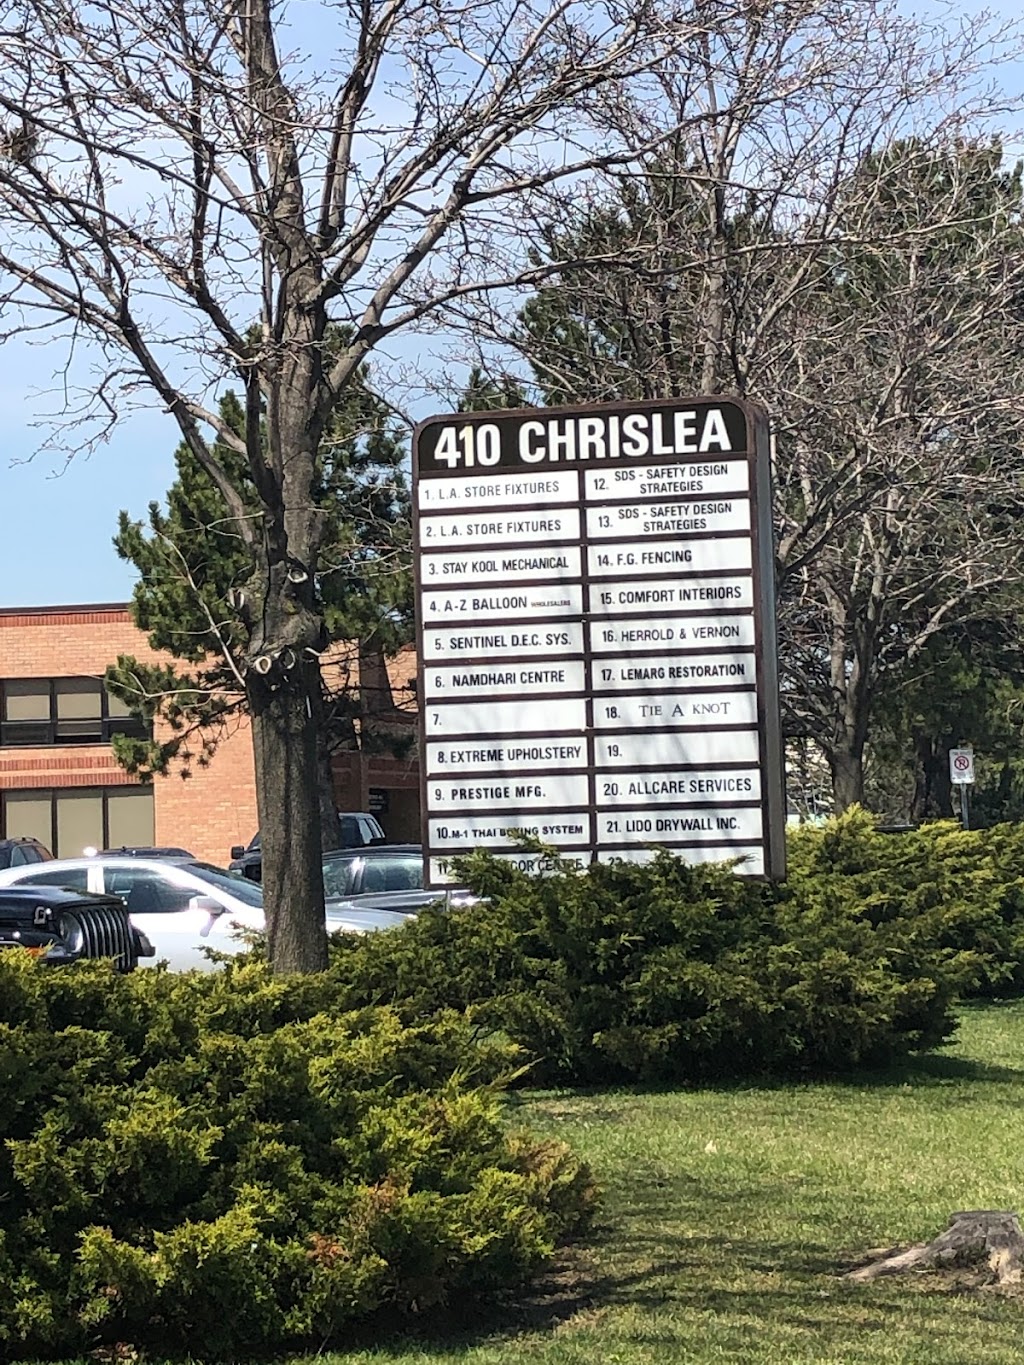 410 CHRISLEA
1. L.A. STORE FIXTURES
2. L.A. STORE FIXTURES
3. STAY KOOL MECHANICAL
4. A-Z BALLOON WHOLESALERS
5. SENTINEL D.E.C. SYS.
6. NAMDHARI CENTRE
7.
8. EXTREME UPHOLSTERY
9. PRESTIGE MFG.
10. M-1 THAI BOXING SYSTEM
11. CENTRE
12. SDS - SAFETY DESIGN
STRATEGIES
13. SDS - SAFETY DESIGN
STRATEGIES
14. F.G. FENCING
15. COMFORT INTERIORS
16. HERROLD & VERNON
17. LEMARG RESTORATION
18. TIE A KNOT
19.
20. ALLCARE SERVICES
21. LIDO DRYWALL INC.
22.